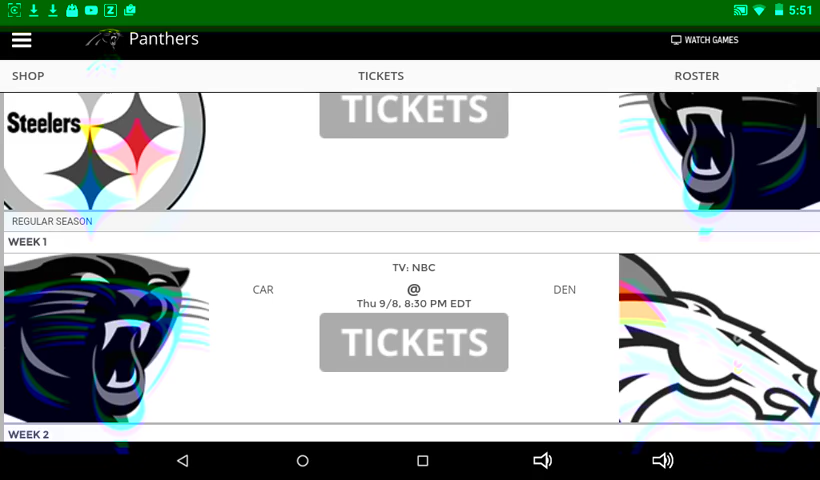 5:51
Panthers
WATCH GAMES
SHOP TICKETS ROSTER
Steelers
TICKETS
REGULAR SEASON
WEEK 1
TV: NBC
CAR @ DEN
Thu 9/8, 8:30 PM EDT
TICKETS
WEEK 2